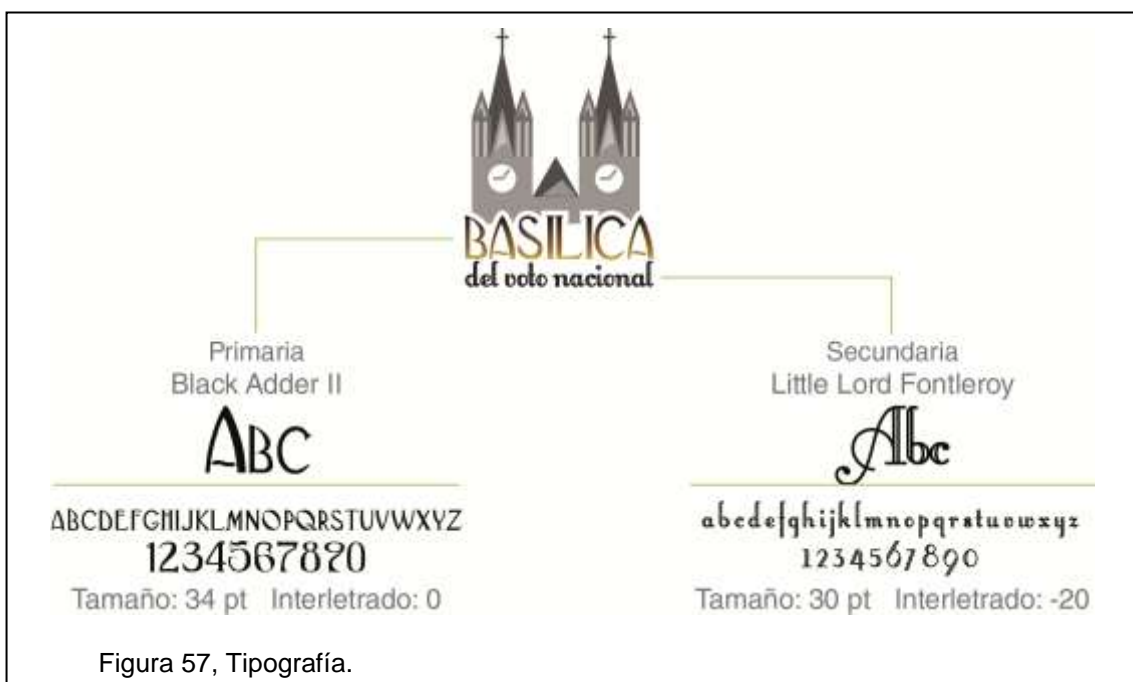 BASILICA
del voto nacional
Primaria
Black Adder II
ABC
ABCDEFGHIJKLMNOPQRSTUVWXYZ
1234567890
Tamaño: 34 pt Interletrado: 0
Secundaria
Little Lord Fontleroy
Abc
abcdefghijklmnopqrstuvwxyz
1234567890
Tamaño: 30 pt Interletrado: -20
Figura 57, Tipografía.